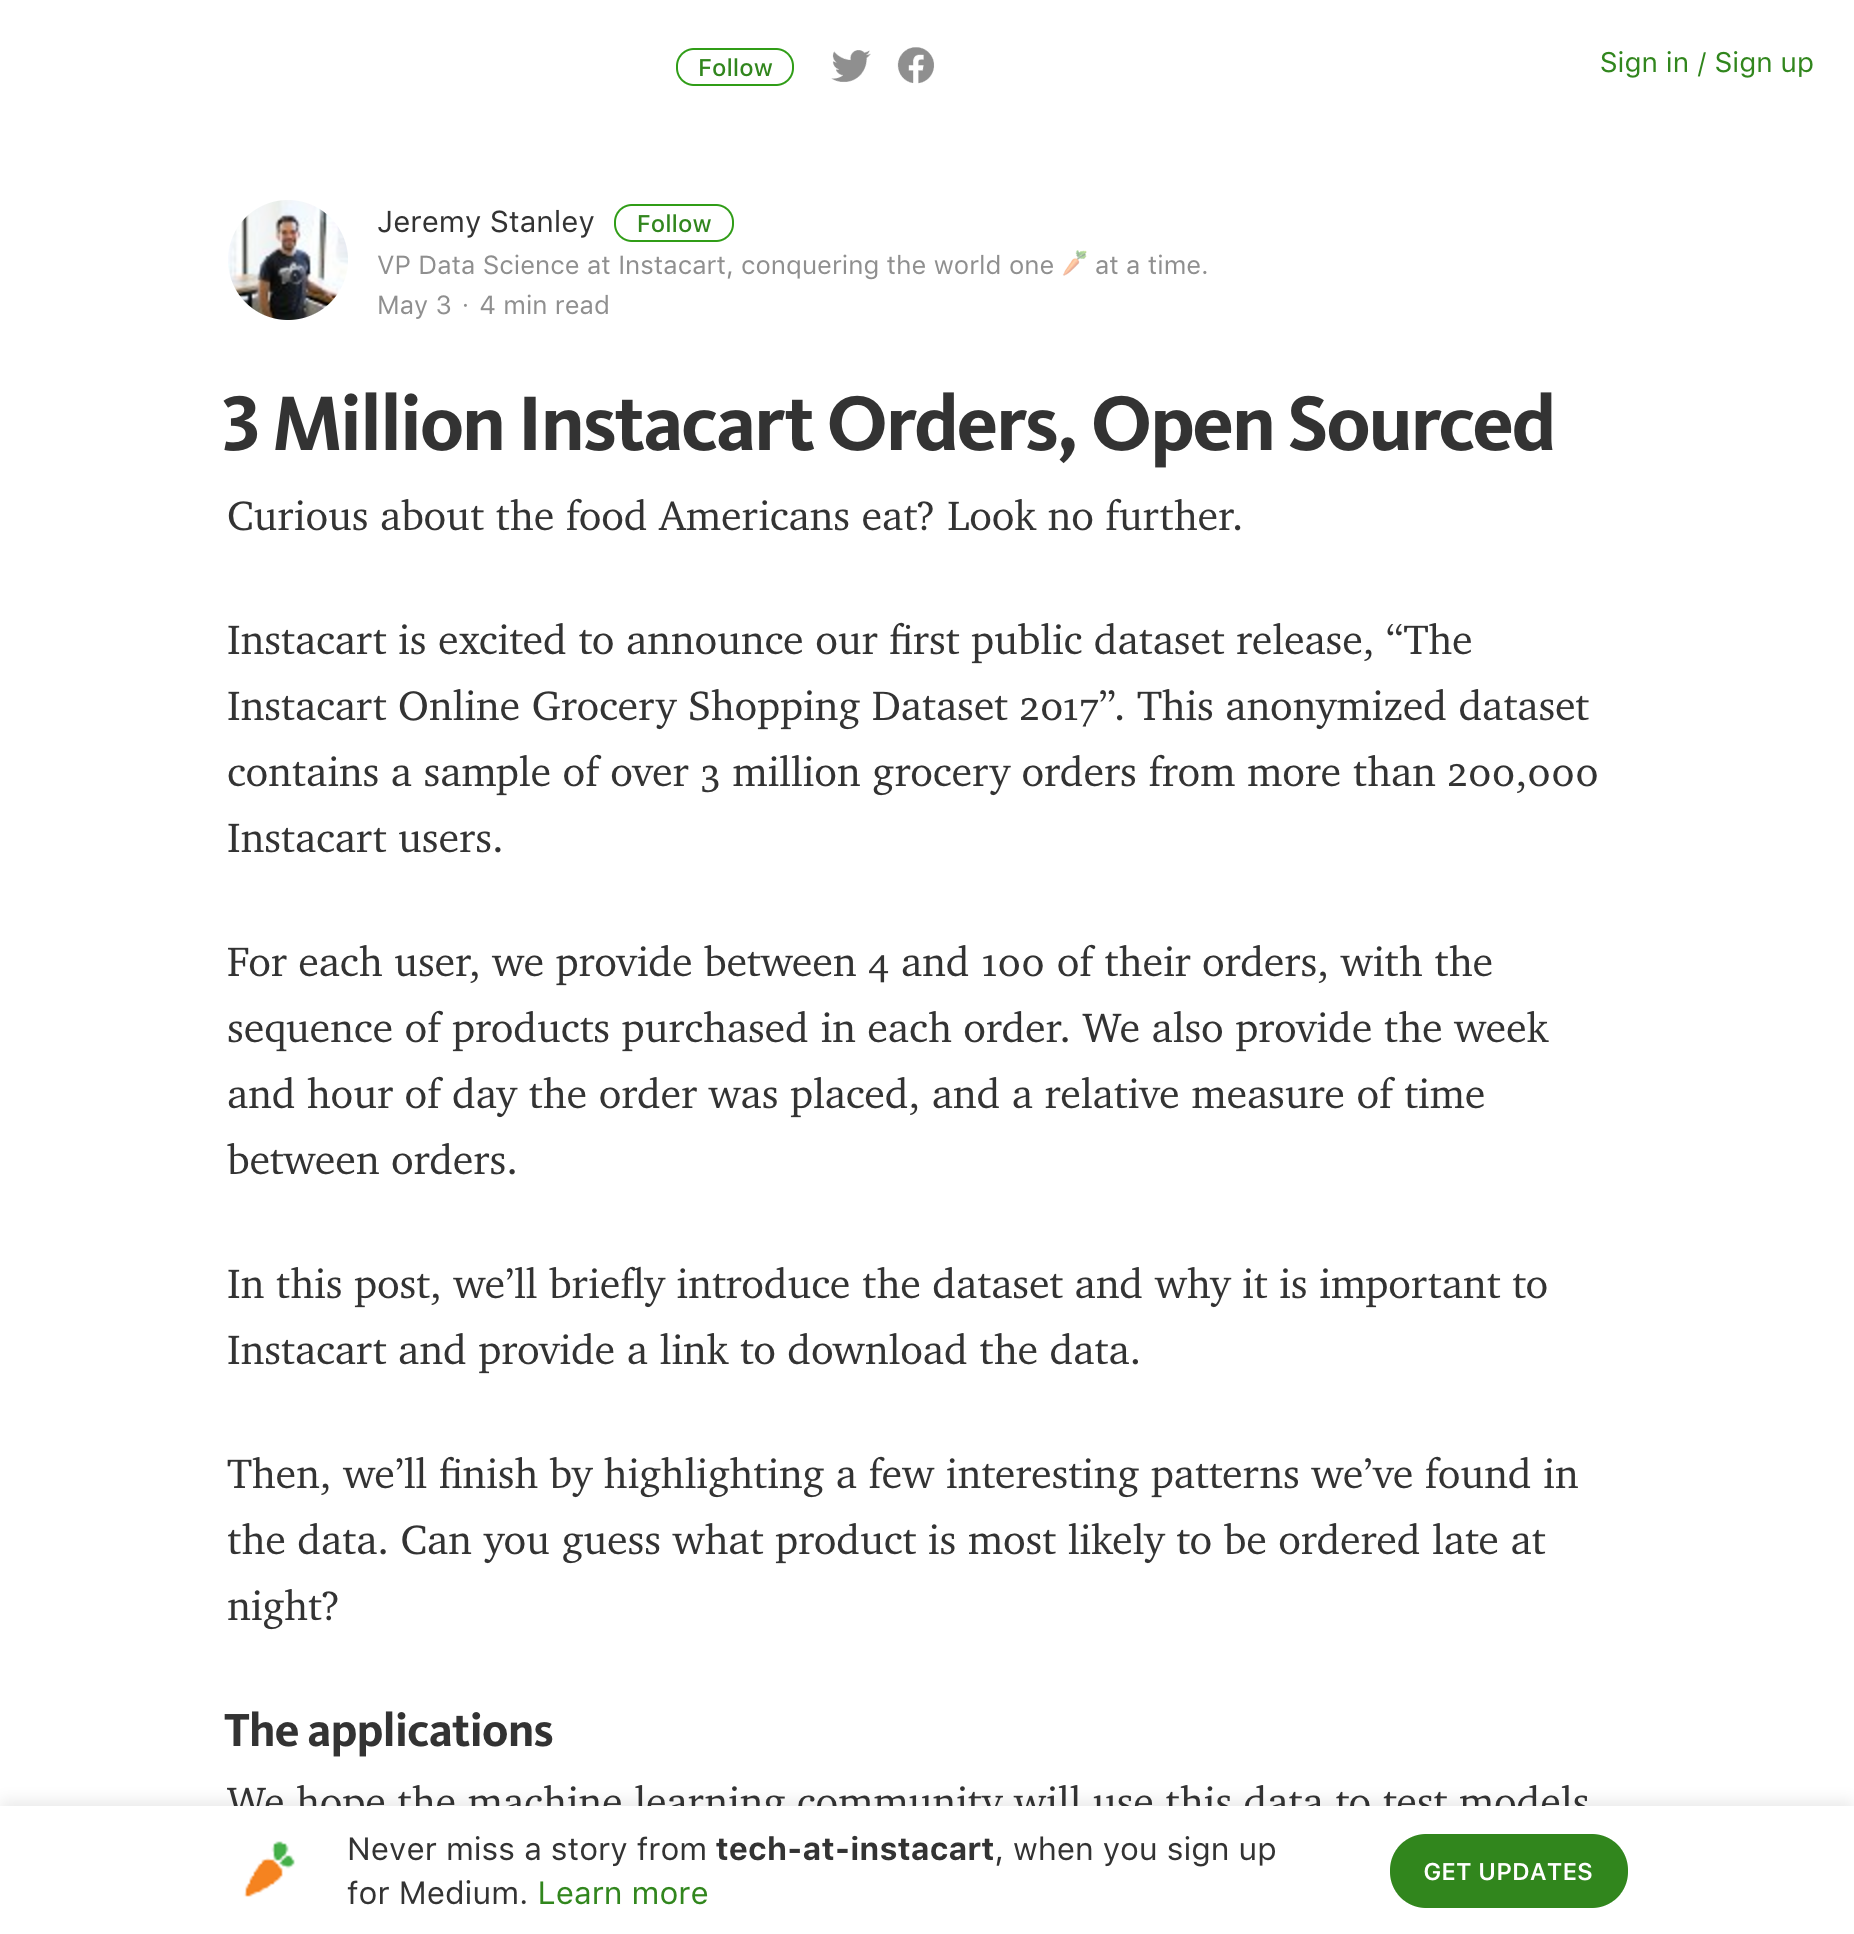 Follow
Sign in / Sign up
Jeremy Stanley Follow
VP Data Science at Instacart, conquering the world one 🥕 at a time.
May 3 · 4 min read
3 Million Instacart Orders, Open Sourced
Curious about the food Americans eat? Look no further.
Instacart is excited to announce our first public dataset release, “The
Instacart Online Grocery Shopping Dataset 2017”. This anonymized dataset
contains a sample of over 3 million grocery orders from more than 200,000
Instacart users.
For each user, we provide between 4 and 100 of their orders, with the
sequence of products purchased in each order. We also provide the week
and hour of day the order was placed, and a relative measure of time
between orders.
In this post, we’ll briefly introduce the dataset and why it is important to
Instacart and provide a link to download the data.
Then, we’ll finish by highlighting a few interesting patterns we’ve found in
the data. Can you guess what product is most likely to be ordered late at
night?
The applications
We hope the machine learning community will use this data to test models
Never miss a story from tech-at-instacart, when you sign up
for Medium. Learn more
GET UPDATES